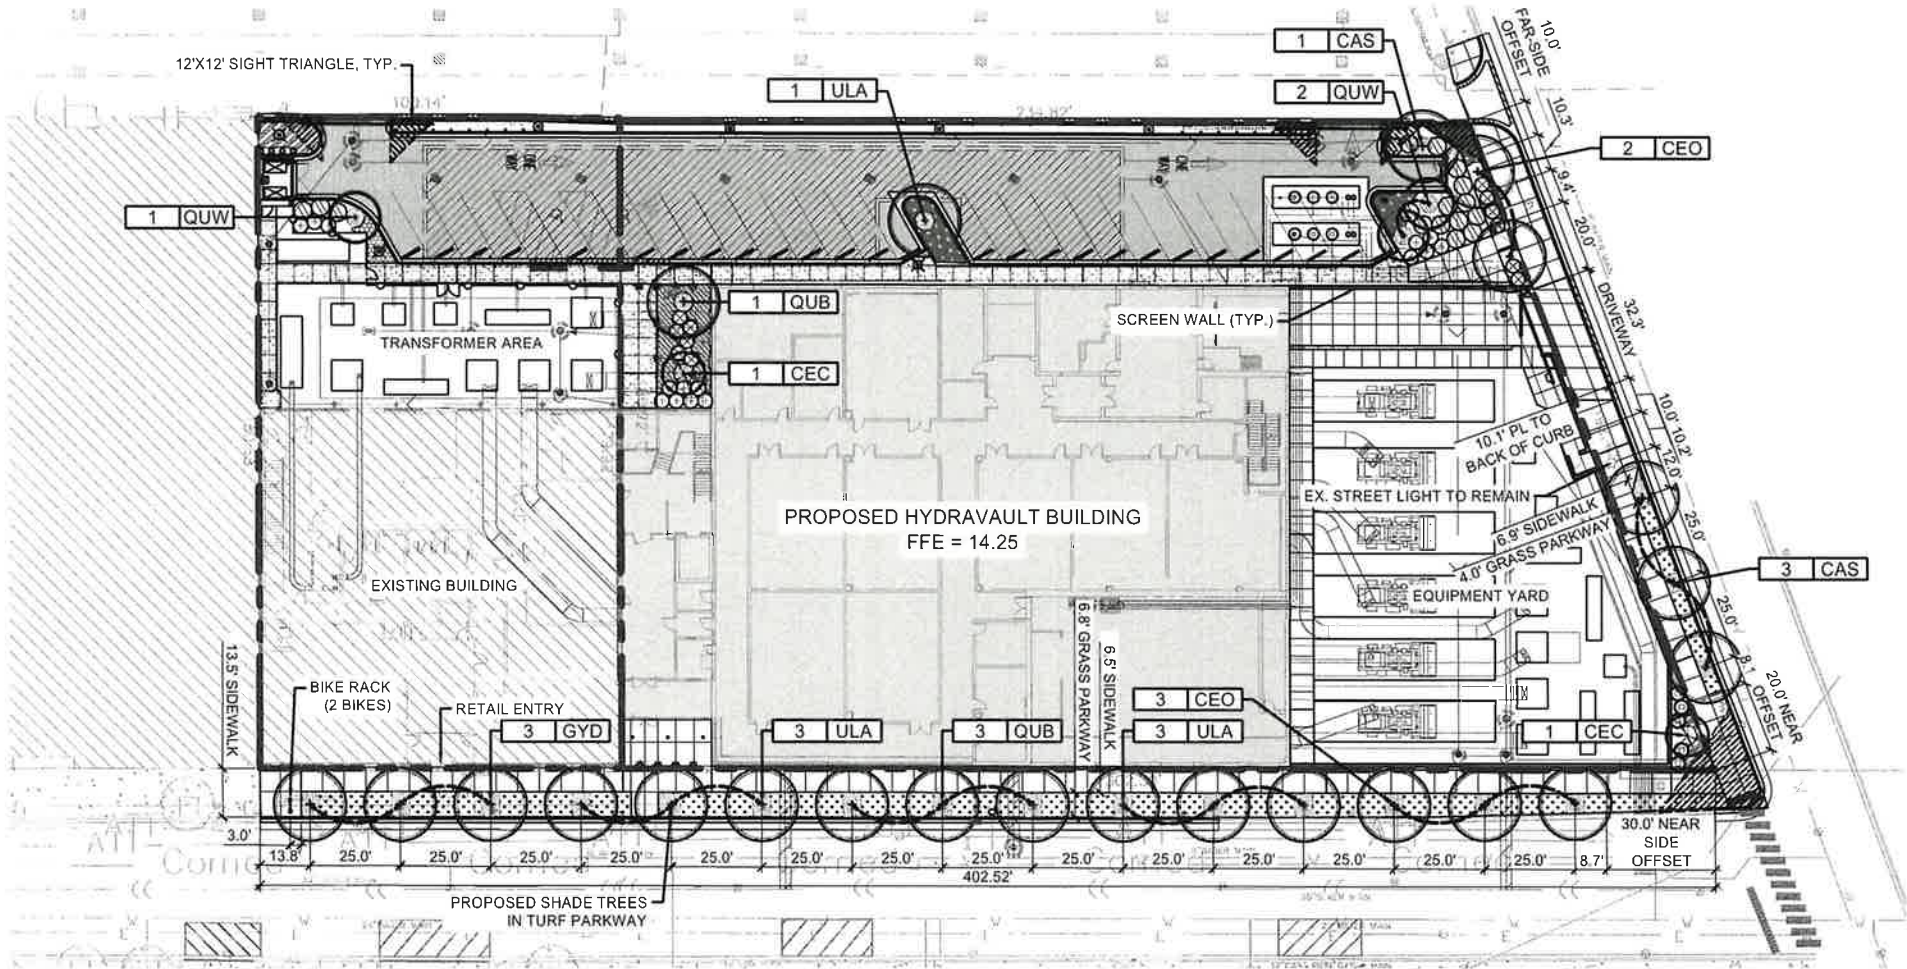 10.0'
FAR-SIDE
OFFSET
1 CAS
12'X12' SIGHT TRIANGLE, TYP.
1 ULA
2 QUW
10.3'
2 CEO
ONE
WAY
ONE
WAY
9.4'
1 QUW
20.0'
32.3'
DRIVEWAY
1 QUB
SCREEN WALL (TYP.)
TRANSFORMER AREA
1 CEC
10.0'
10.2'
10.1' PL TO
BACK OF CURB
12.0'
EX. STREET LIGHT TO REMAIN
PROPOSED HYDRAVAULT BUILDING
FFE = 14.25
6.9' SIDEWALK
25.0'
4.0' GRASS PARKWAY
3 CAS
EXISTING BUILDING
EQUIPMENT YARD
25.0'
6.8' GRASS PARKWAY
6.5' SIDEWALK
13.5' SIDEWALK
8.1' OFFSET
20.0' NEAR
BIKE RACK
(2 BIKES)
RETAIL ENTRY
3 CEO
3 GYD
3 ULA
3 QUB
3 ULA
1 CEC
30.0' NEAR
SIDE
OFFSET
3.0'
13.8'
25.0'
25.0'
25.0'
25.0'
25.0'
25.0'
25.0'
25.0'
25.0'
25.0'
25.0'
25.0'
25.0'
25.0'
8.7'
402.52'
PROPOSED SHADE TREES
IN TURF PARKWAY